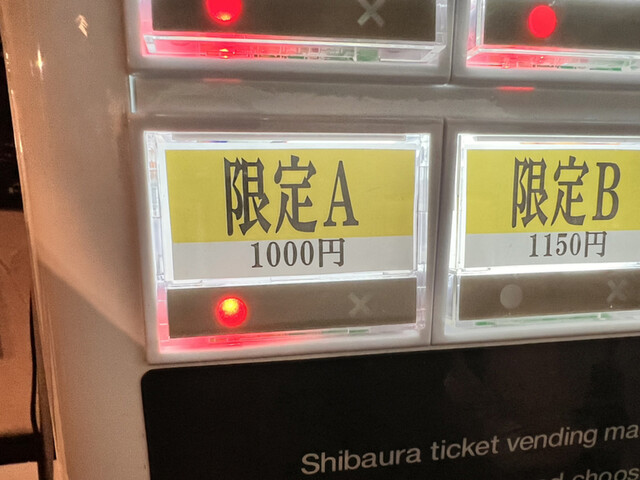 限定A
1000円
限定B
1150円
Shibaura ticket vending ma
choos